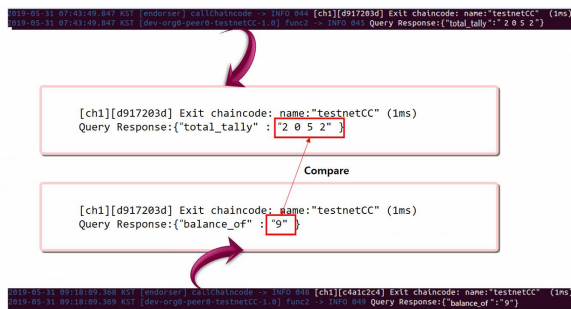 2019-05-31 07:43:49.847 KST [endorser] callChaincode -> INFO 044 [ch1][d917203d] Exit chaincode: name:"testnetCC" (1ms)
2019-05-31 07:43:49.847 KST [dev-org0-peer0-testnetCC-1.0] func2 -> INFO 045 Query Response:{"total_tally":" 2 0 5 2"}
[ch1][d917203d] Exit chaincode: name:"testnetCC" (1ms)
Query Response:{"total_tally" : "2 0 5 2" }
Compare
[ch1][d917203d] Exit chaincode: name:"testnetCC" (1ms)
Query Response:{"balance_of" : "9" }
2019-05-31 09:18:09.368 KST [endorser] callChaincode -> INFO 048 [ch1][c4a1c2c4] Exit chaincode: name:"testnetCC" (1ms)
2019-05-31 09:18:09.369 KST [dev-org0-peer0-testnetCC-1.0] func2 -> INFO 049 Query Response:{"balance_of":"9"}